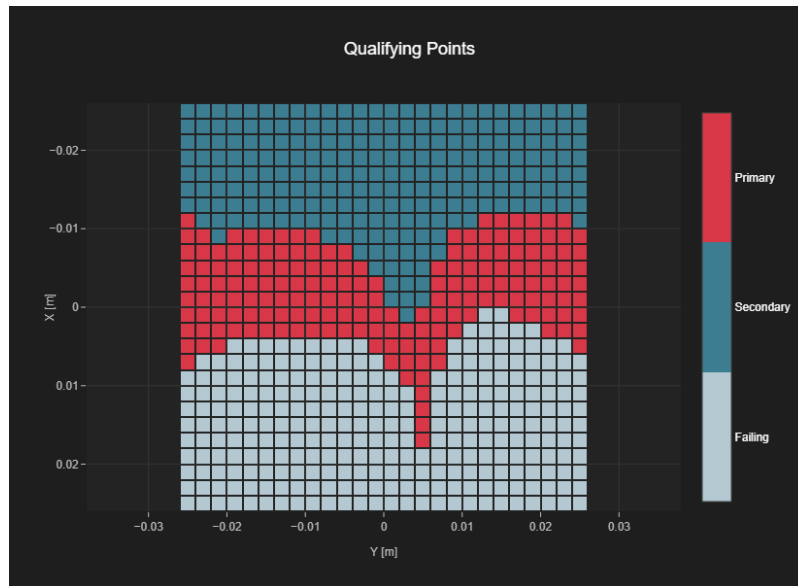 Qualifying Points
−0.02
−0.01
0
0.01
0.02
X [m]
−0.03
−0.02
−0.01
0
0.01
0.02
0.03
Y [m]
Primary
Secondary
Failing